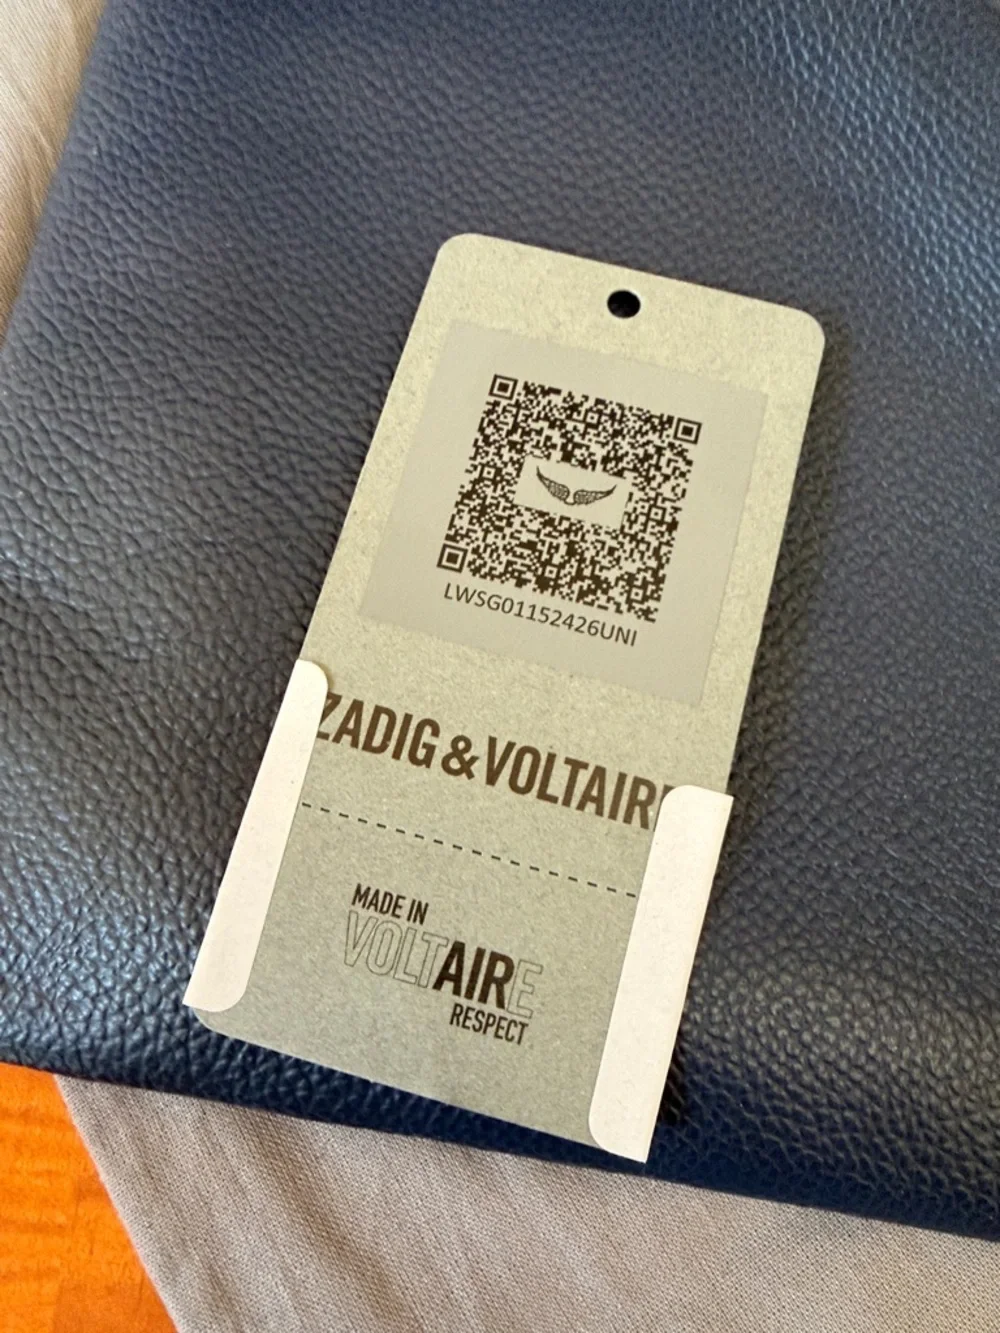 LWSG01152426UNI
ZADIG & VOLTAIRE
MADE IN
VOLTAIRE
RESPECT